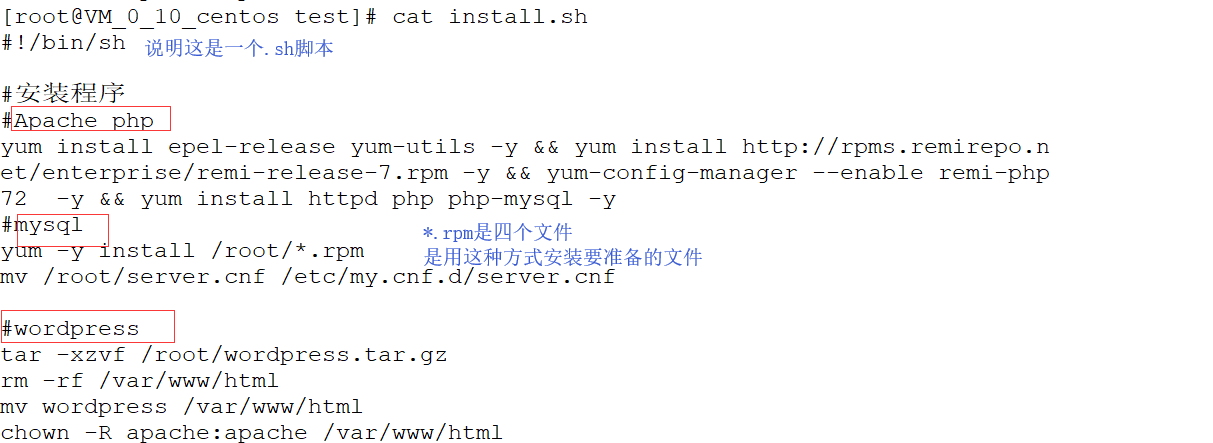 [root@VM_0_10_centos test]# cat install.sh
#!/bin/sh 说明这是一个.sh脚本
#安装程序
#Apache php
yum install epel-release yum-utils -y && yum install http://rpms.remirepo.n
et/enterprise/remi-release-7.rpm -y && yum-config-manager --enable remi-php
72  -y && yum install httpd php php-mysql -y
#mysql
*.rpm是四个文件
yum -y install /root/*.rpm
是用这种方式安装要准备的文件
mv /root/server.cnf /etc/my.cnf.d/server.cnf
#wordpress
tar -xzvf /root/wordpress.tar.gz
rm -rf /var/www/html
mv wordpress /var/www/html
chown -R apache:apache /var/www/html